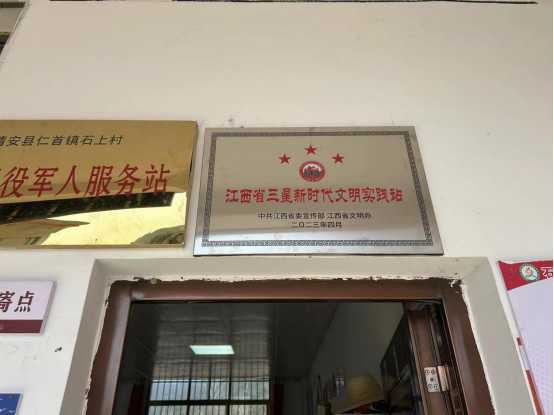 靖安县仁首镇石上村
役军人服务站
江西省三星新时代文明实践站
中共江西省委宣传部 江西省文明办
二〇二三年四月
寄点
石